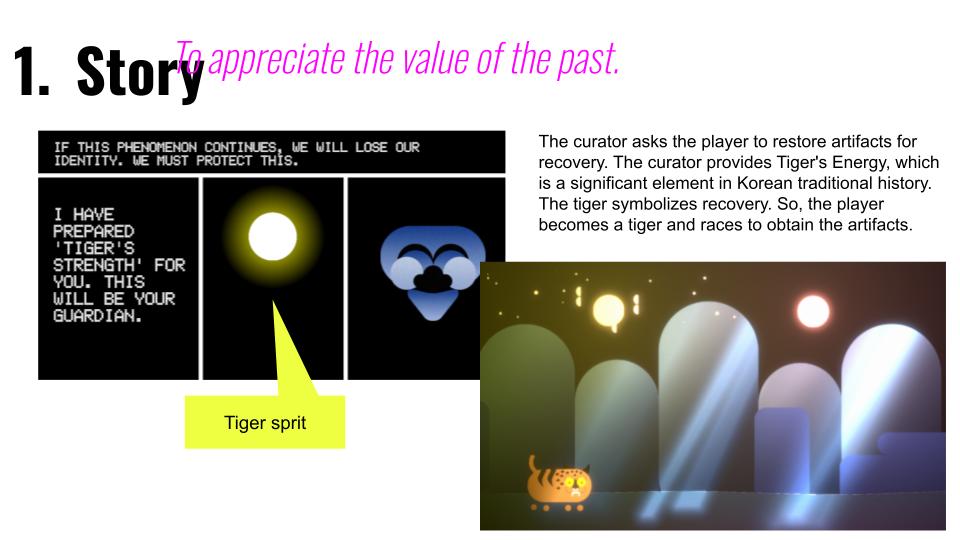 1. Story
To appreciate the value of the past.
IF THIS PHENOMENON CONTINUES, WE WILL LOSE OUR
IDENTITY. WE MUST PROTECT THIS.
I HAVE
PREPARED
'TIGER'S
STRENGTH' FOR
YOU. THIS
WILL BE YOUR
GUARDIAN.
Tiger sprit
The curator asks the player to restore artifacts for
recovery. The curator provides Tiger's Energy, which
is a significant element in Korean traditional history.
The tiger symbolizes recovery. So, the player
becomes a tiger and races to obtain the artifacts.